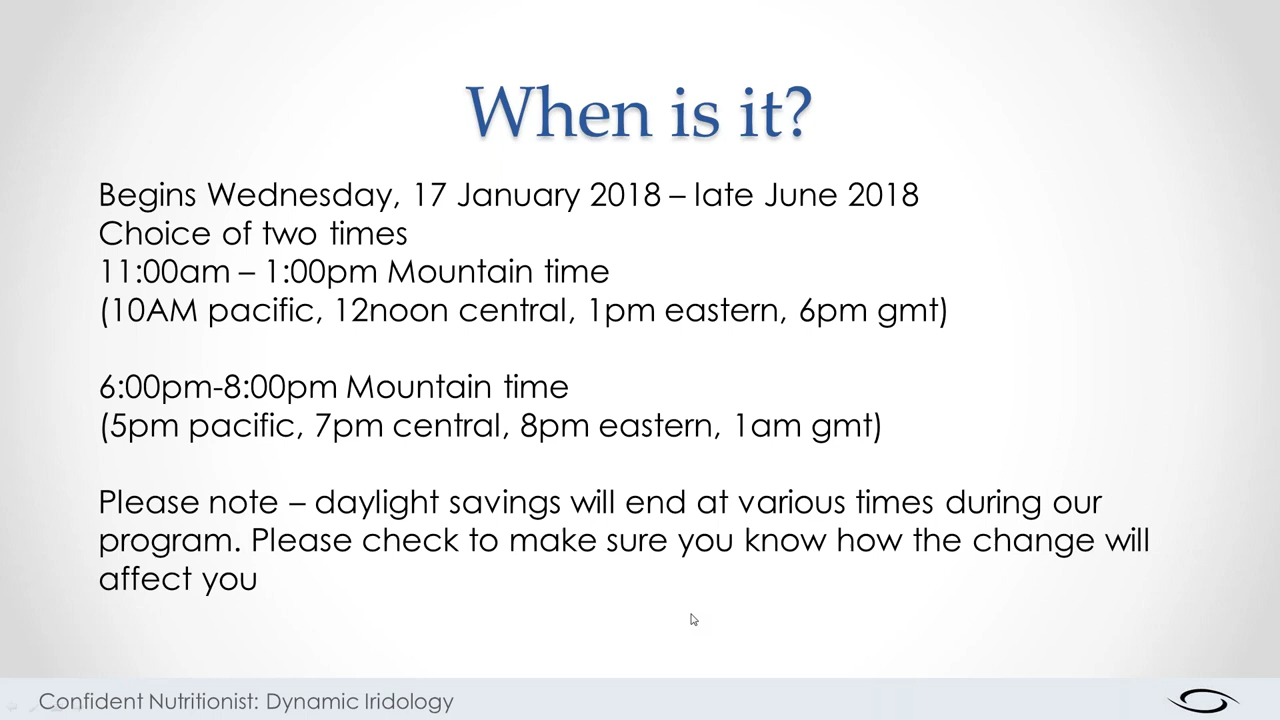 When is it?
Begins Wednesday, 17 January 2018 – late June 2018
Choice of two times
11:00am – 1:00pm Mountain time
(10AM pacific, 12noon central, 1pm eastern, 6pm gmt)
6:00pm-8:00pm Mountain time
(5pm pacific, 7pm central, 8pm eastern, 1am gmt)
Please note – daylight savings will end at various times during our
program. Please check to make sure you know how the change will
affect you
Confident Nutritionist: Dynamic Iridology